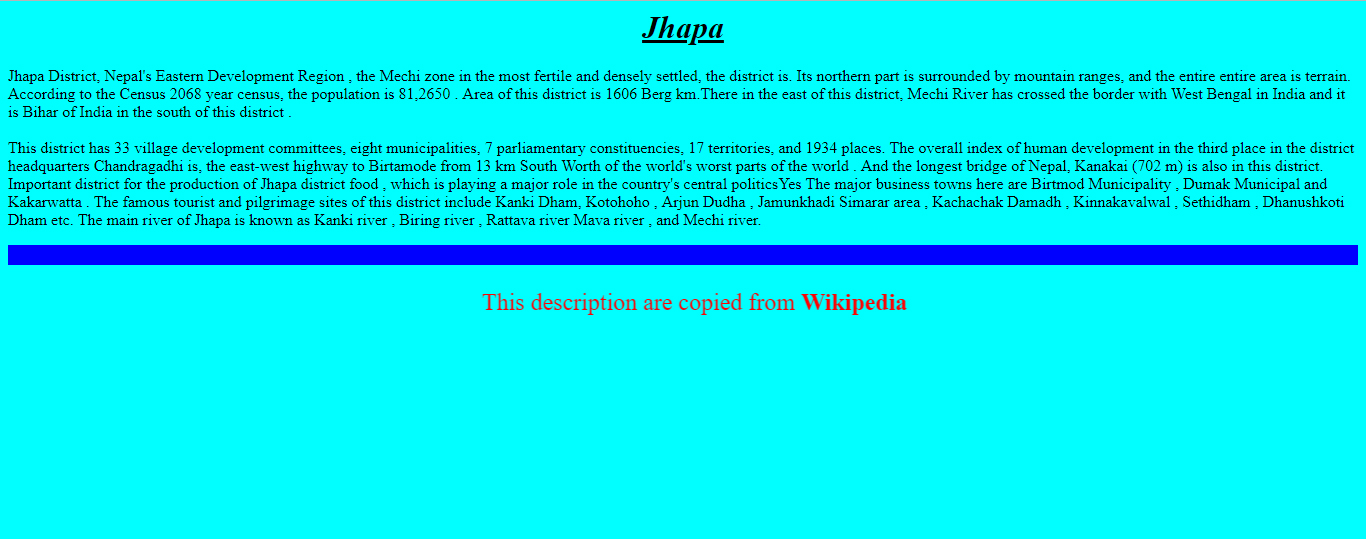 Jhapa
Jhapa District, Nepal's Eastern Development Region , the Mechi zone in the most fertile and densely settled, the district is. Its northern part is surrounded by mountain ranges, and the entire entire area is terrain.
According to the Census 2068 year census, the population is 81,2650 . Area of this district is 1606 Berg km.There in the east of this district, Mechi River has crossed the border with West Bengal in India and it
is Bihar of India in the south of this district .
This district has 33 village development committees, eight municipalities, 7 parliamentary constituencies, 17 territories, and 1934 places. The overall index of human development in the third place in the district
headquarters Chandragadhi is, the east-west highway to Birtamode from 13 km South Worth of the world's worst parts of the world . And the longest bridge of Nepal, Kanakai (702 m) is also in this district.
Important district for the production of Jhapa district food , which is playing a major role in the country's central politicsYes The major business towns here are Birtmod Municipality , Dumak Municipal and
Kakarwatta . The famous tourist and pilgrimage sites of this district include Kanki Dham, Kotohoho , Arjun Dudha , Jamunkhadi Simarar area , Kachachak Damadh , Kinnakavalwal , Sethidham , Dhanushkoti
Dham etc. The main river of Jhapa is known as Kanki river , Biring river , Rattava river Mava river , and Mechi river.
This description are copied from Wikipedia